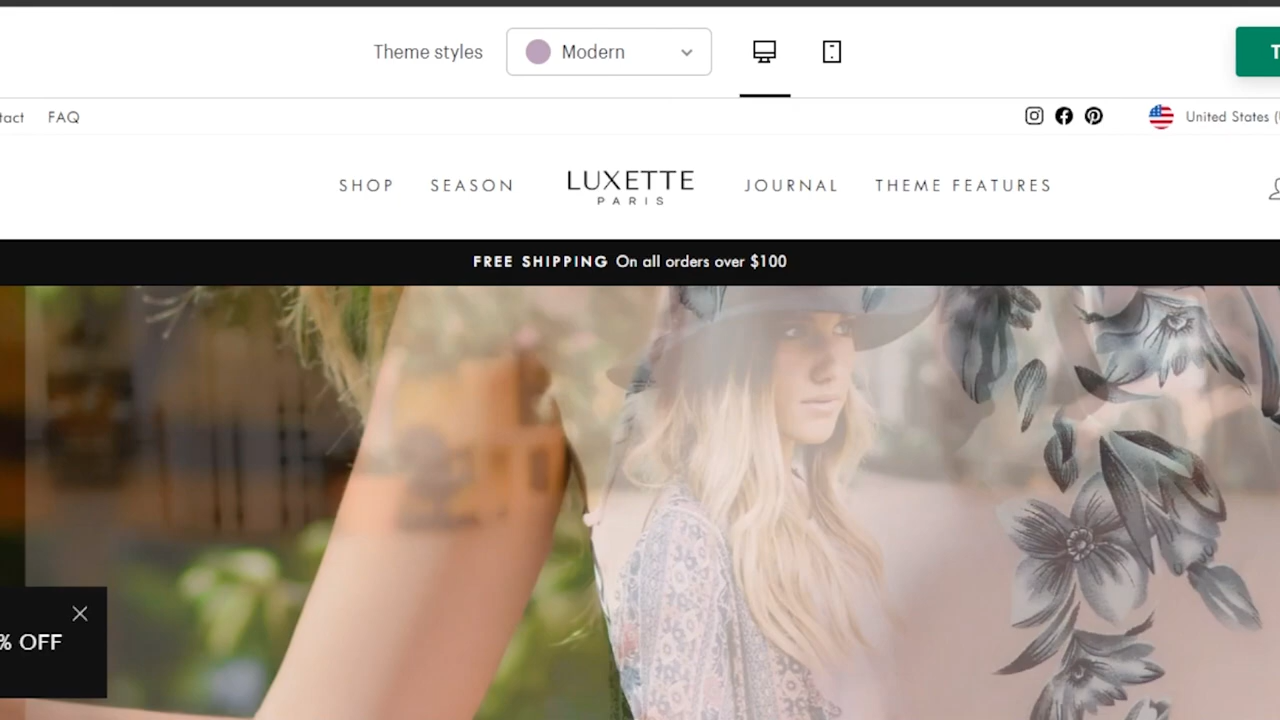 Theme styles Modern T
tact FAQ United States (
SHOP SEASON LUXETTE JOURNAL THEME FEATURES
PARIS
FREE SHIPPING On all orders over $100
% OFF